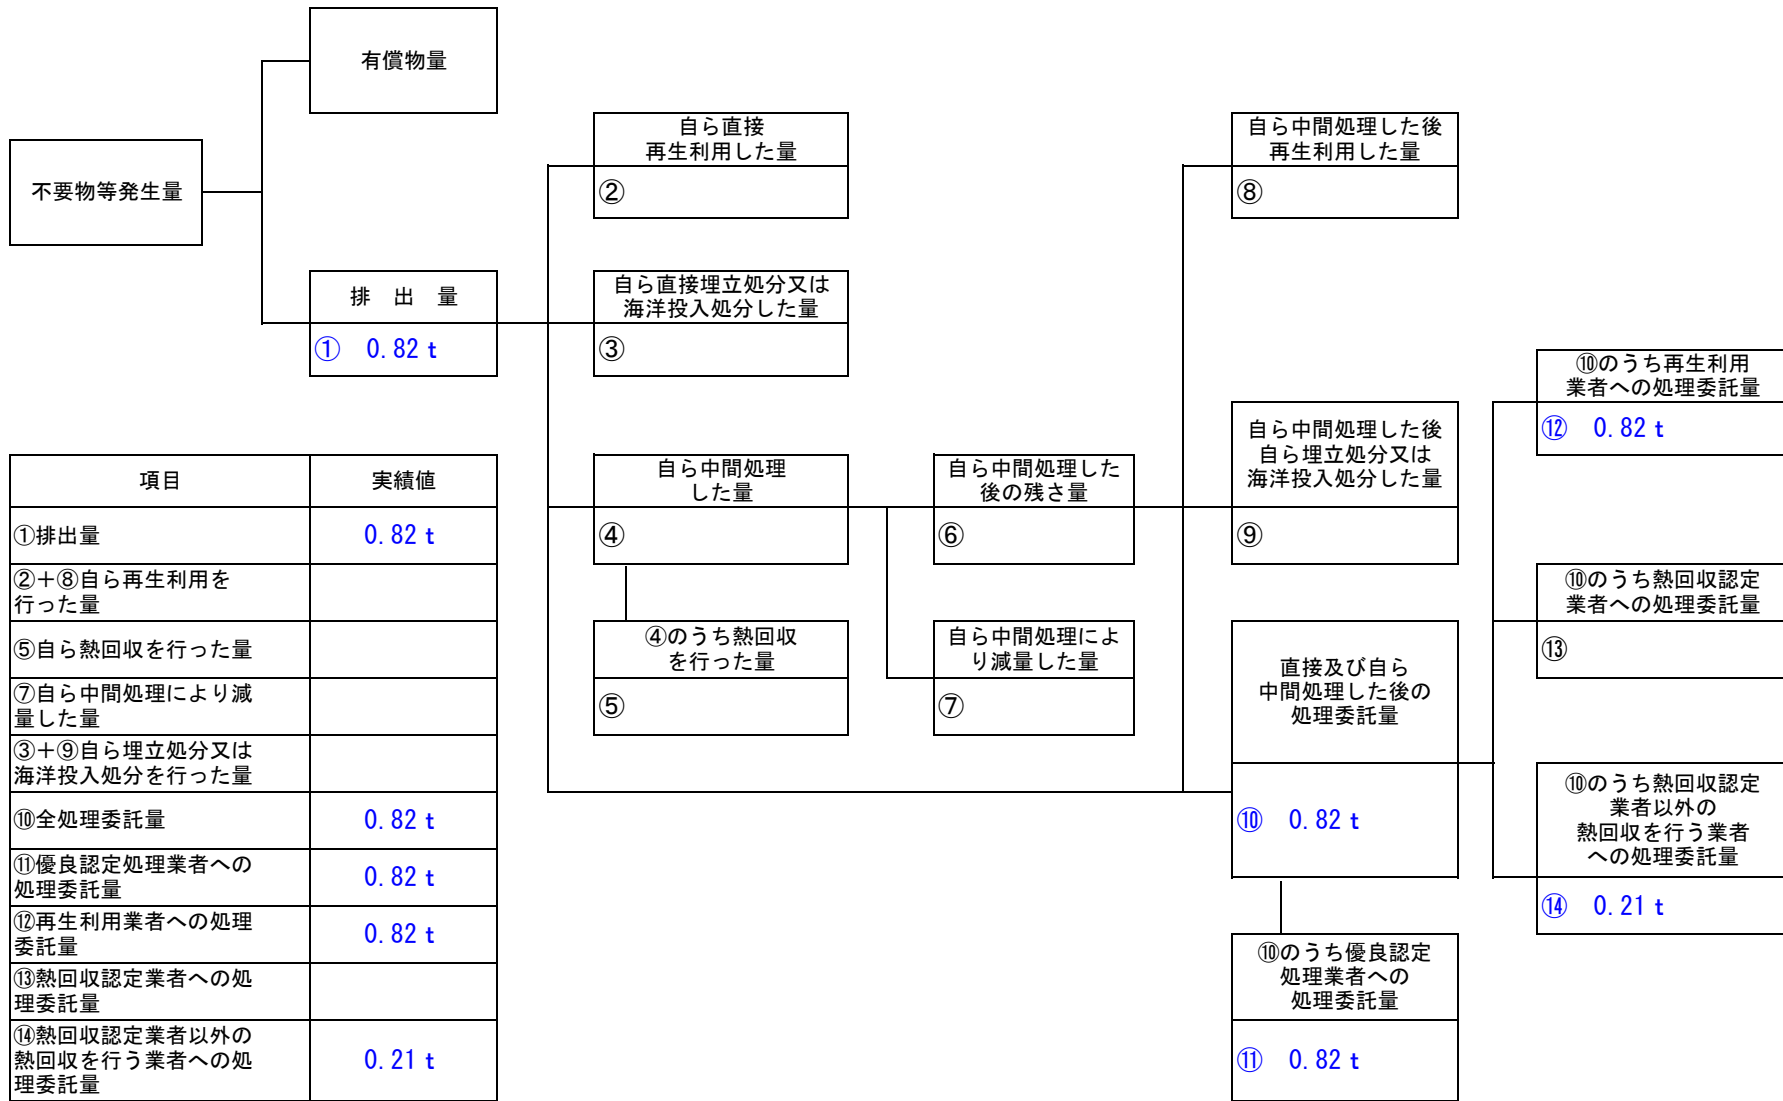 有償物量
不要物等発生量
排　出　量
① 0.82 t
自ら直接
再生利用した量
②
自ら直接埋立処分又は
海洋投入処分した量
③
自ら中間処理
した量
④
④のうち熱回収
を行った量
⑤
自ら中間処理した
後の残さ量
⑥
自ら中間処理によ
り減量した量
⑦
自ら中間処理した後
再生利用した量
⑧
自ら中間処理した後
自ら埋立処分又は
海洋投入処分した量
⑨
直接及び自ら
中間処理した後の
処理委託量
⑩ 0.82 t
⑩のうち優良認定
処理業者への
処理委託量
⑪ 0.82 t
⑩のうち再生利用
業者への処理委託量
⑫ 0.82 t
⑩のうち熱回収認定
業者への処理委託量
⑬
⑩のうち熱回収認定
業者以外の
熱回収を行う業者
への処理委託量
⑭ 0.21 t
項目 実績値
①排出量 0.82 t
②＋⑧自ら再生利用を
行った量
⑤自ら熱回収を行った量
⑦自ら中間処理により減
量した量
③＋⑨自ら埋立処分又は
海洋投入処分を行った量
⑩全処理委託量 0.82 t
⑪優良認定処理業者への
処理委託量 0.82 t
⑫再生利用業者への処理
委託量 0.82 t
⑬熱回収認定業者への処
理委託量
⑭熱回収認定業者以外の
熱回収を行う業者への処 0.21 t
理委託量